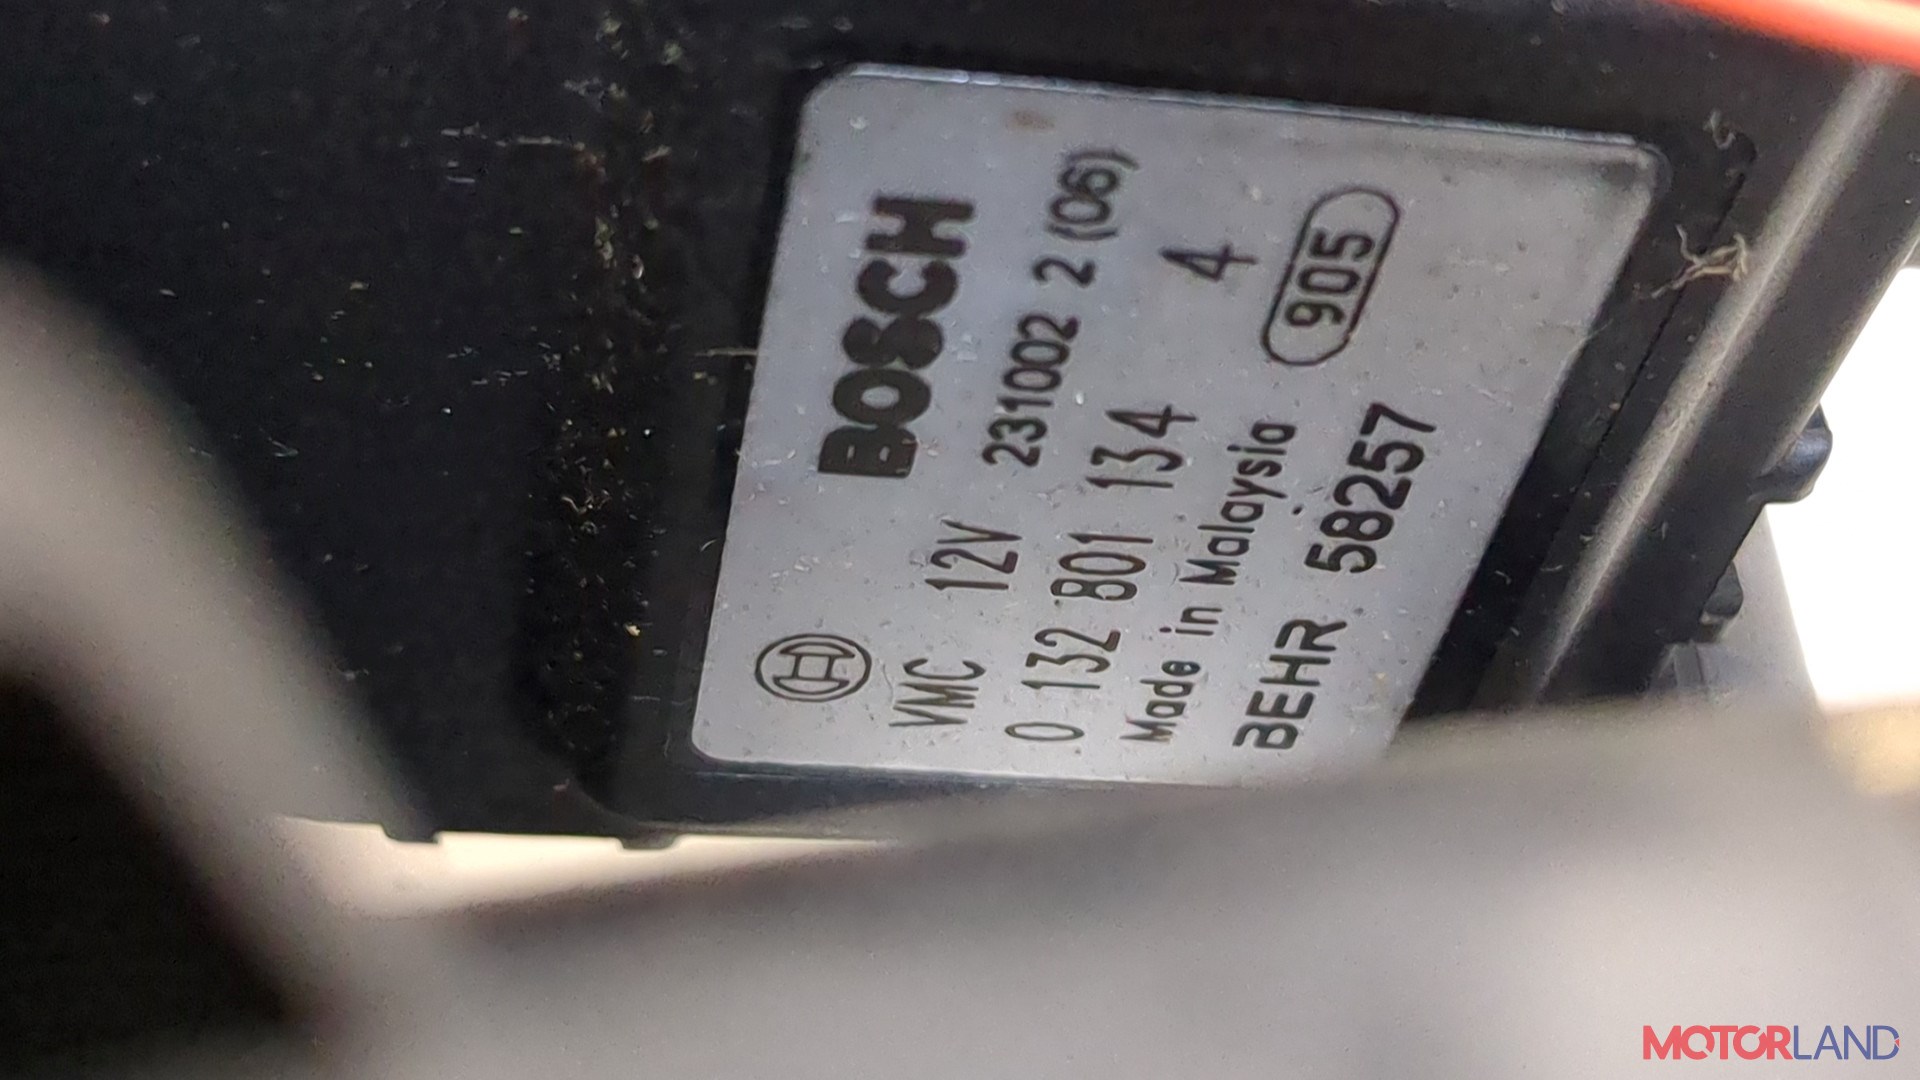 BOSCH
VMC 12V 231002 2 (06)
0 132 801 134 4
Made in Malaysia 905
BEHR 58257
MOTORLAND